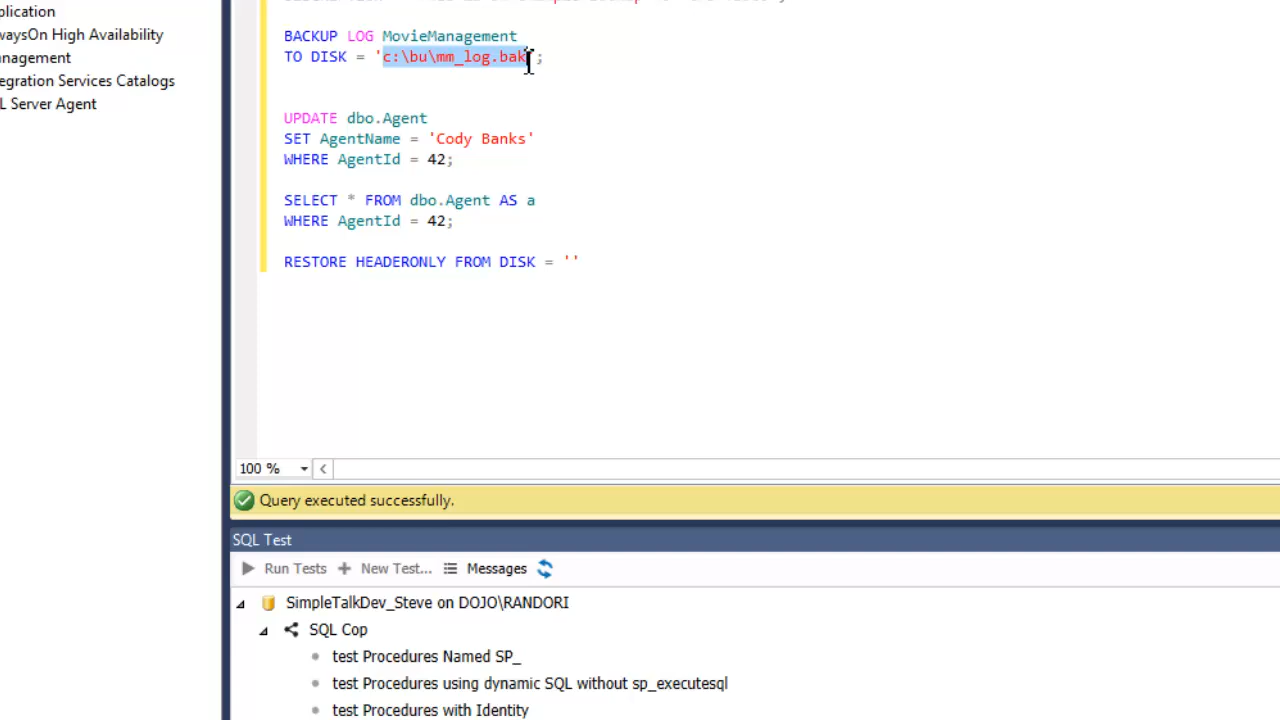 plication
waysOn High Availability
nagement
egration Services Catalogs
L Server Agent
BACKUP LOG MovieManagement
TO DISK = 'c:\bu\mm_log.bak';
UPDATE dbo.Agent
SET AgentName = 'Cody Banks'
WHERE AgentId = 42;
SELECT * FROM dbo.Agent AS a
WHERE AgentId = 42;
RESTORE HEADERONLY FROM DISK = ''
100 %
Query executed successfully.
SQL Test
Run Tests + New Test... Messages
SimpleTalkDev_Steve on DOJO\RANDORI
SQL Cop
test Procedures Named SP_
test Procedures using dynamic SQL without sp_executesql
test Procedures with Identity